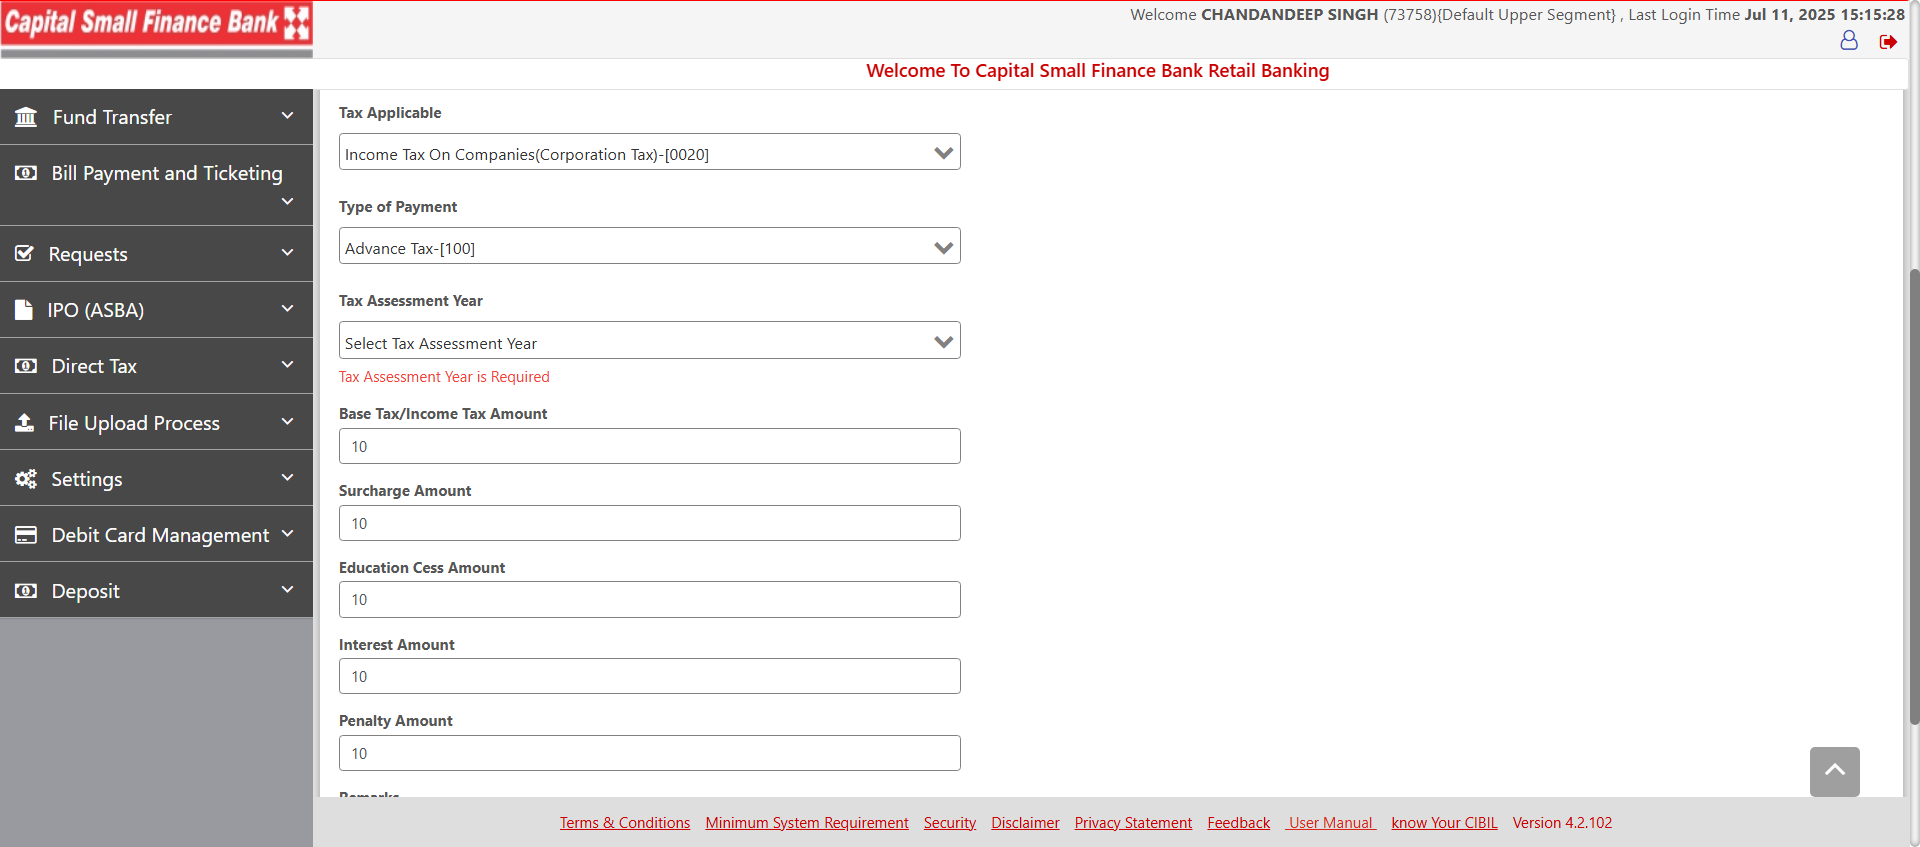 Capital Small Finance Bank
Welcome CHANDANDEEP SINGH (73758){Default Upper Segment} , Last Login Time Jul 11, 2025 15:15:28
Welcome To Capital Small Finance Bank Retail Banking
Fund Transfer
Bill Payment and Ticketing
Requests
IPO (ASBA)
Direct Tax
File Upload Process
Settings
Debit Card Management
Deposit
Tax Applicable
Income Tax On Companies(Corporation Tax)-[0020]
Type of Payment
Advance Tax-[100]
Tax Assessment Year
Select Tax Assessment Year
Tax Assessment Year is Required
Base Tax/Income Tax Amount
10
Surcharge Amount
10
Education Cess Amount
10
Interest Amount
10
Penalty Amount
10
Remarks
Terms & Conditions Minimum System Requirement Security Disclaimer Privacy Statement Feedback User Manual know Your CIBIL Version 4.2.102